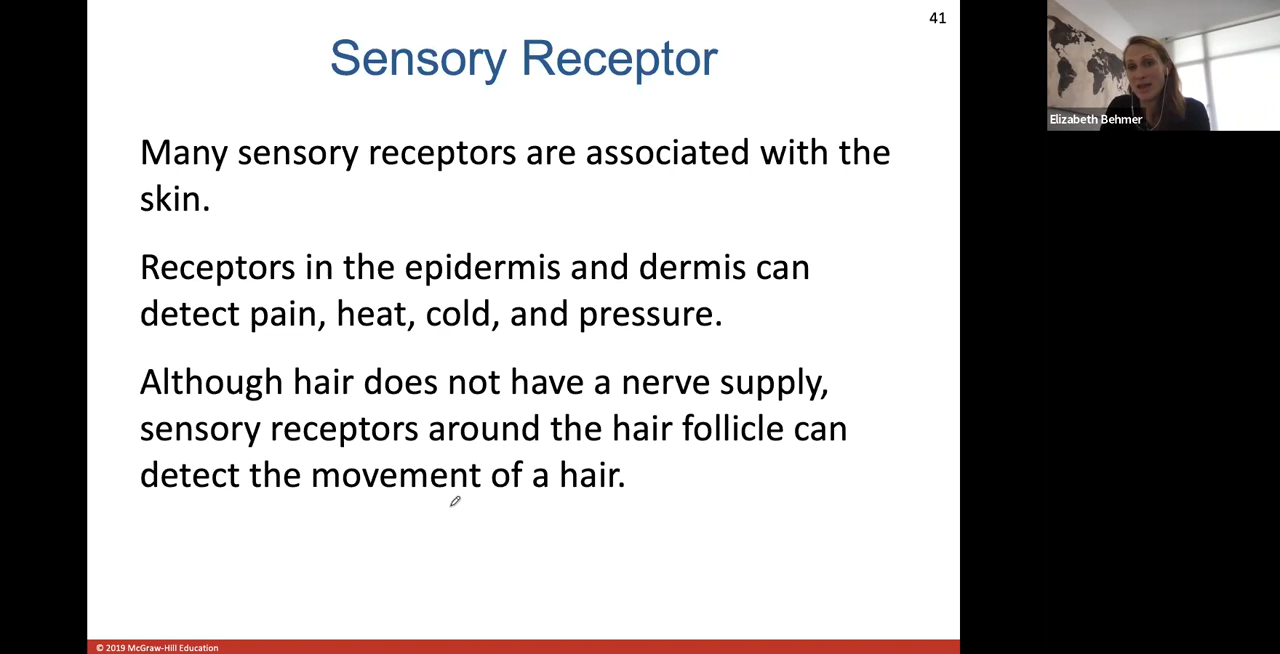 41
Sensory Receptor
Many sensory receptors are associated with the
skin.
Receptors in the epidermis and dermis can
detect pain, heat, cold, and pressure.
Although hair does not have a nerve supply,
sensory receptors around the hair follicle can
detect the movement of a hair.
© 2019 McGraw-Hill Education
Elizabeth Behmer